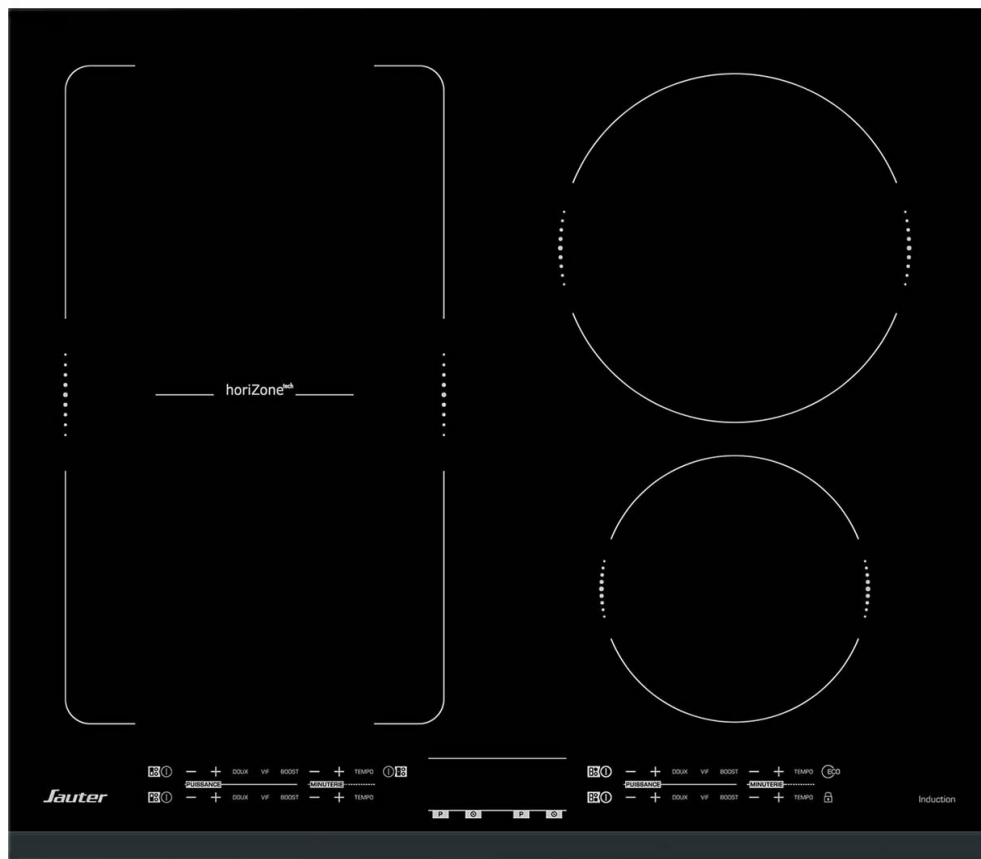 horiZone tech
DOUX VIF BOOST TEMPO
PUISSANCE MINUTERIE
DOUX VIF BOOST TEMPO
P P
DOUX VIF BOOST TEMPO ECO
PUISSANCE MINUTERIE
DOUX VIF BOOST TEMPO
Sauter
Induction